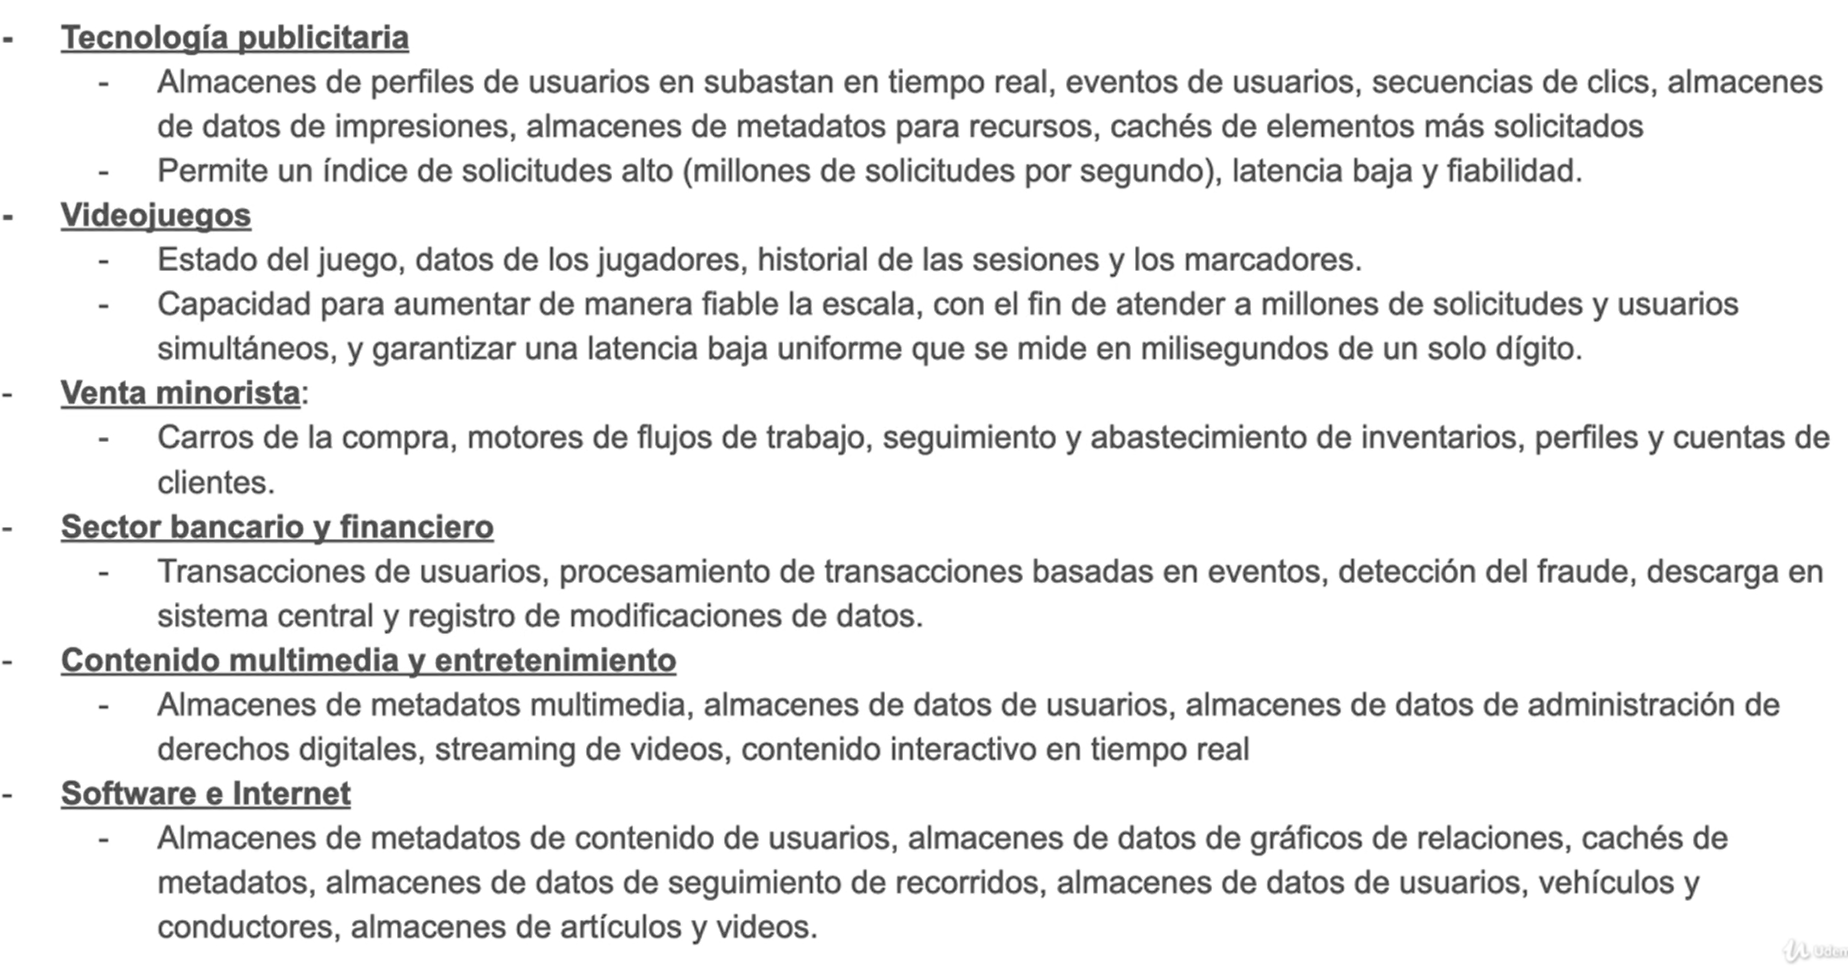 - Tecnología publicitaria
- Almacenes de perfiles de usuarios en subastan en tiempo real, eventos de usuarios, secuencias de clics, almacenes
de datos de impresiones, almacenes de metadatos para recursos, cachés de elementos más solicitados
- Permite un índice de solicitudes alto (millones de solicitudes por segundo), latencia baja y fiabilidad.
- Videojuegos
- Estado del juego, datos de los jugadores, historial de las sesiones y los marcadores.
- Capacidad para aumentar de manera fiable la escala, con el fin de atender a millones de solicitudes y usuarios
simultáneos, y garantizar una latencia baja uniforme que se mide en milisegundos de un solo dígito.
- Venta minorista:
- Carros de la compra, motores de flujos de trabajo, seguimiento y abastecimiento de inventarios, perfiles y cuentas de
clientes.
- Sector bancario y financiero
- Transacciones de usuarios, procesamiento de transacciones basadas en eventos, detección del fraude, descarga en
sistema central y registro de modificaciones de datos.
- Contenido multimedia y entretenimiento
- Almacenes de metadatos multimedia, almacenes de datos de usuarios, almacenes de datos de administración de
derechos digitales, streaming de videos, contenido interactivo en tiempo real
- Software e Internet
- Almacenes de metadatos de contenido de usuarios, almacenes de datos de gráficos de relaciones, cachés de
metadatos, almacenes de datos de seguimiento de recorridos, almacenes de datos de usuarios, vehículos y
conductores, almacenes de artículos y videos.